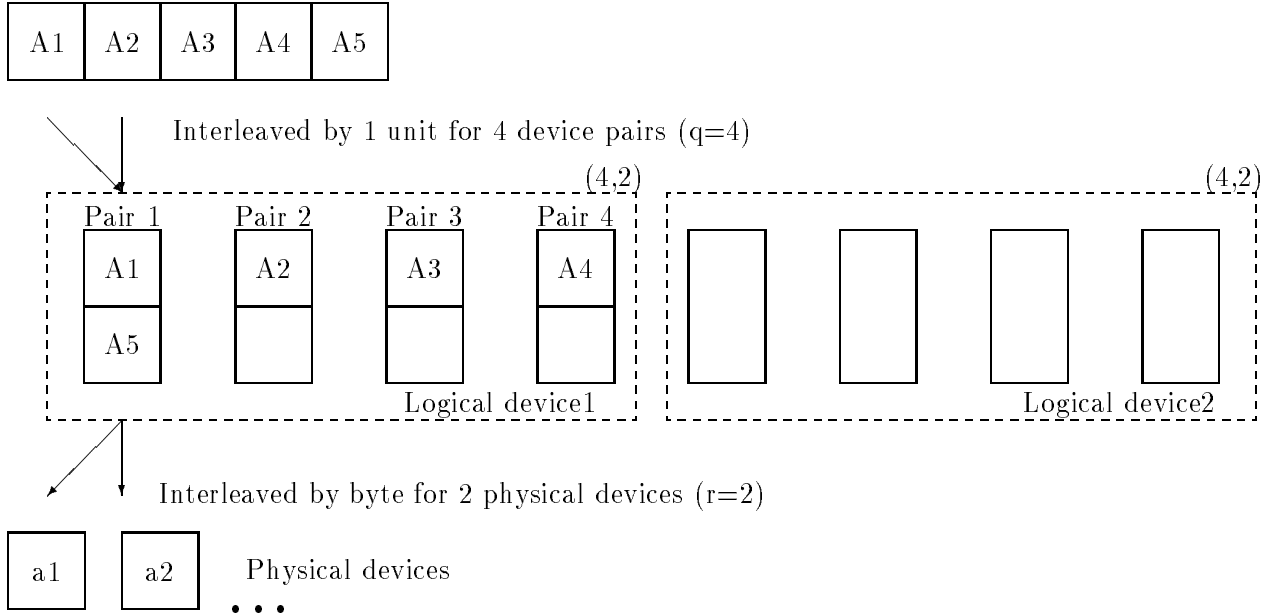 A1 A2 A3 A4 A5
Interleaved by 1 unit for 4 device pairs (q=4)
(4,2) (4,2)
Pair 1 Pair 2 Pair 3 Pair 4
A1 A2 A3 A4
A5
Logical device1 Logical device2
Interleaved by byte for 2 physical devices (r=2)
a1 a2 Physical devices
• • •